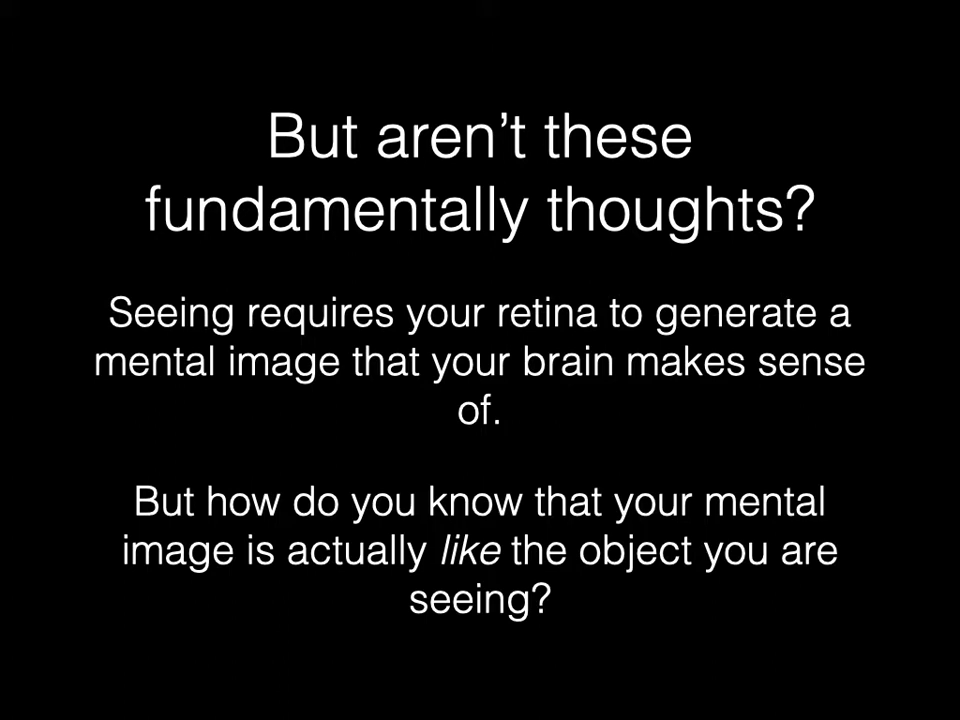 But aren’t these
fundamentally thoughts?
Seeing requires your retina to generate a
mental image that your brain makes sense
of.
But how do you know that your mental
image is actually like the object you are
seeing?